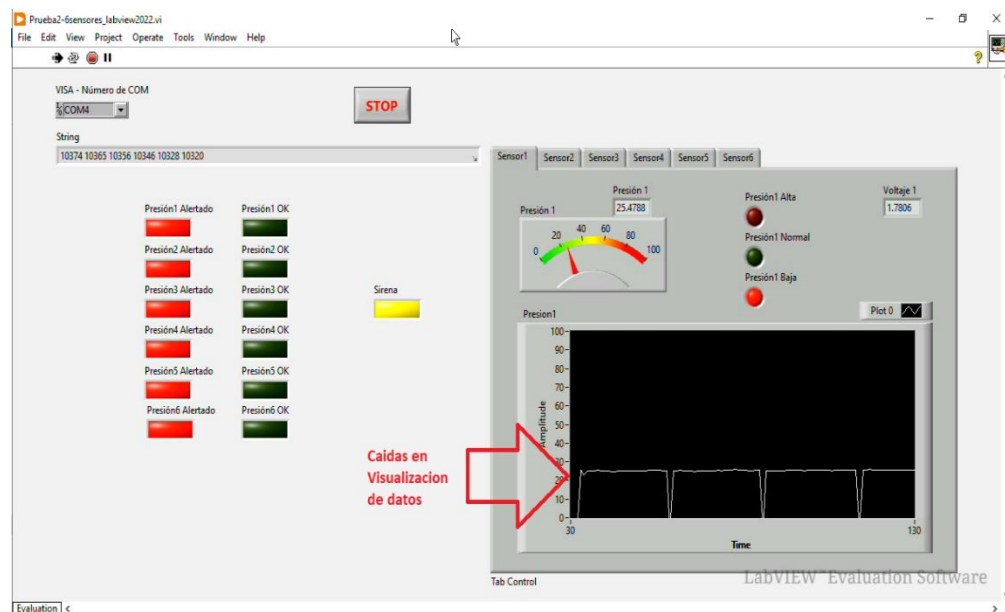 Prueba2-6sensores_labview2022.vi
File Edit View Project Operate Tools Window Help
VISA - Número de COM
COM4
STOP
String
10374 10365 10356 10346 10328 10320
Presión1 Alertado Presión1 OK
Presión2 Alertado Presión2 OK
Presión3 Alertado Presión3 OK
Presión4 Alertado Presión4 OK
Presión5 Alertado Presión5 OK
Presión6 Alertado Presión6 OK
Sirena
Caidas en
Visualizacion
de datos
Sensor1 Sensor2 Sensor3 Sensor4 Sensor5 Sensor6
Presión 1
25.4788
Presión 1
0 20 40 60 80 100
Presión1 Alta
Presión1 Normal
Presión1 Baja
Voltaje 1
1.7806
Presion1
Plot 0
Amplitude
100
90
80
70
60
50
40
30
20
10
0
30 130
Time
Tab Control
LabVIEW™ Evaluation Software
Evaluation